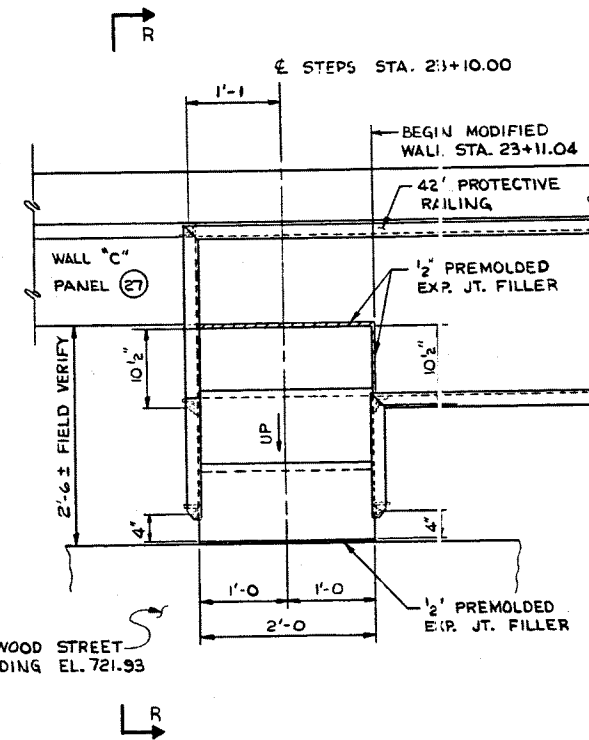 R
℄ STEPS STA. 23+10.00
1'-1
BEGIN MODIFIED
WALL STA. 23+11.04
42' PROTECTIVE
RAILING
WALL "C"
PANEL 27
½" PREMOLDED
EXP. JT. FILLER
10½"
10½"
2'-6 ± FIELD VERIFY
UP
4"
4"
1'-0
1'-0
2'-0
½' PREMOLDED
EXP. JT. FILLER
WOOD STREET
DING EL. 721.93
R